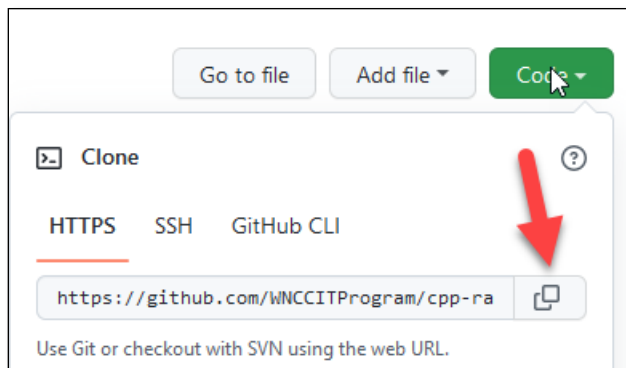 Go to file Add file Code
Clone
HTTPS SSH GitHub CLI
https://github.com/WNCCITProgram/cpp-ra
Use Git or checkout with SVN using the web URL.